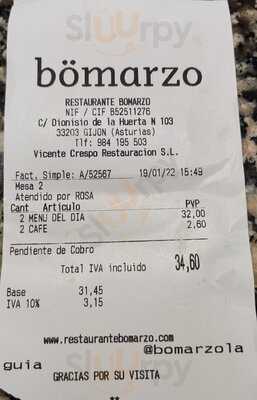 Slüurpy
bömarzo
RESTAURANTE BOMARZO
NIF / CIF B52511276
C/ Dionisio de la Huerta N 103
33203 GIJON (Asturias)
Tlf: 984 195 503
Vicente Crespo Restauracion S.L.
Fact. Simple: A/52567 19/01/22 15:49
Mesa 2
Atendido por ROSA
Cant Artículo PVP
2 MENU DEL DIA 32,00
2 CAFE 2,60
Pendiente de Cobro
Total IVA incluido 34,60
Base 31,45
IVA 10% 3,15
www.restaurantebomarzo.com
@bomarzola
guia
GRACIAS POR SU VISITA
Slüurpy